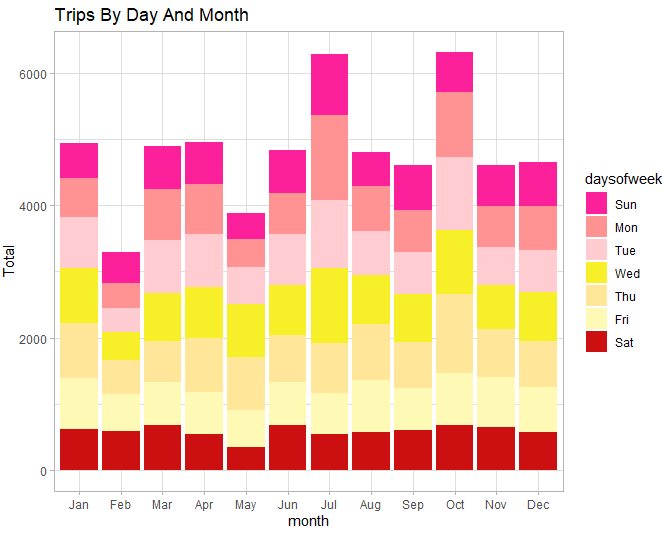 Trips By Day And Month
6000
4000
2000
0
Total
Jan Feb Mar Apr May Jun Jul Aug Sep Oct Nov Dec
month
daysofweek
Sun
Mon
Tue
Wed
Thu
Fri
Sat